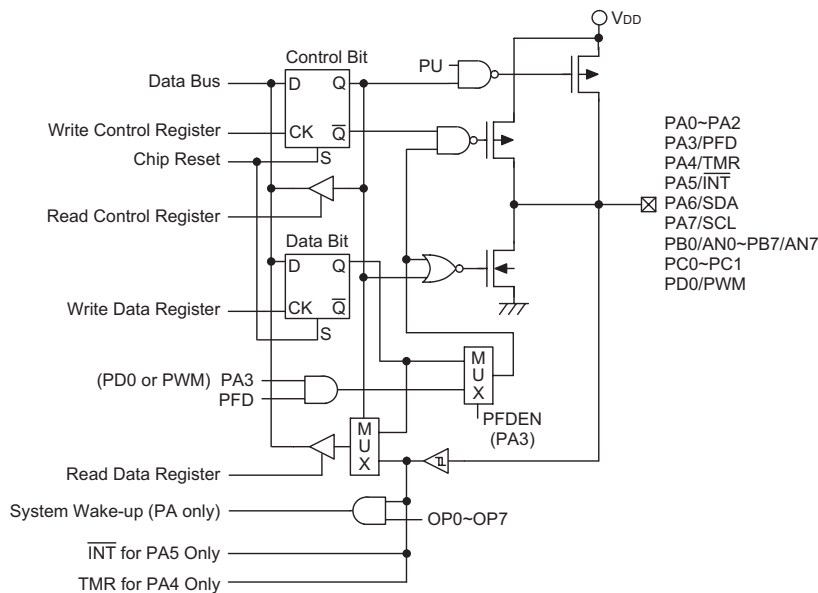 VDD
Control Bit
PU
Data Bus
D
Q
Write Control Register
CK
Q̅
Chip Reset
S
Read Control Register
Data Bit
D
Q
Write Data Register
CK
Q̅
S
PA0~PA2
PA3/PFD
PA4/TMR
PA5/I̅N̅T̅
PA6/SDA
PA7/SCL
PB0/AN0~PB7/AN7
PC0~PC1
PD0/PWM
MUX
(PD0 or PWM) PA3
PFD
PFDEN
(PA3)
MUX
Read Data Register
System Wake-up (PA only)
OP0~OP7
I̅N̅T̅ for PA5 Only
TMR for PA4 Only